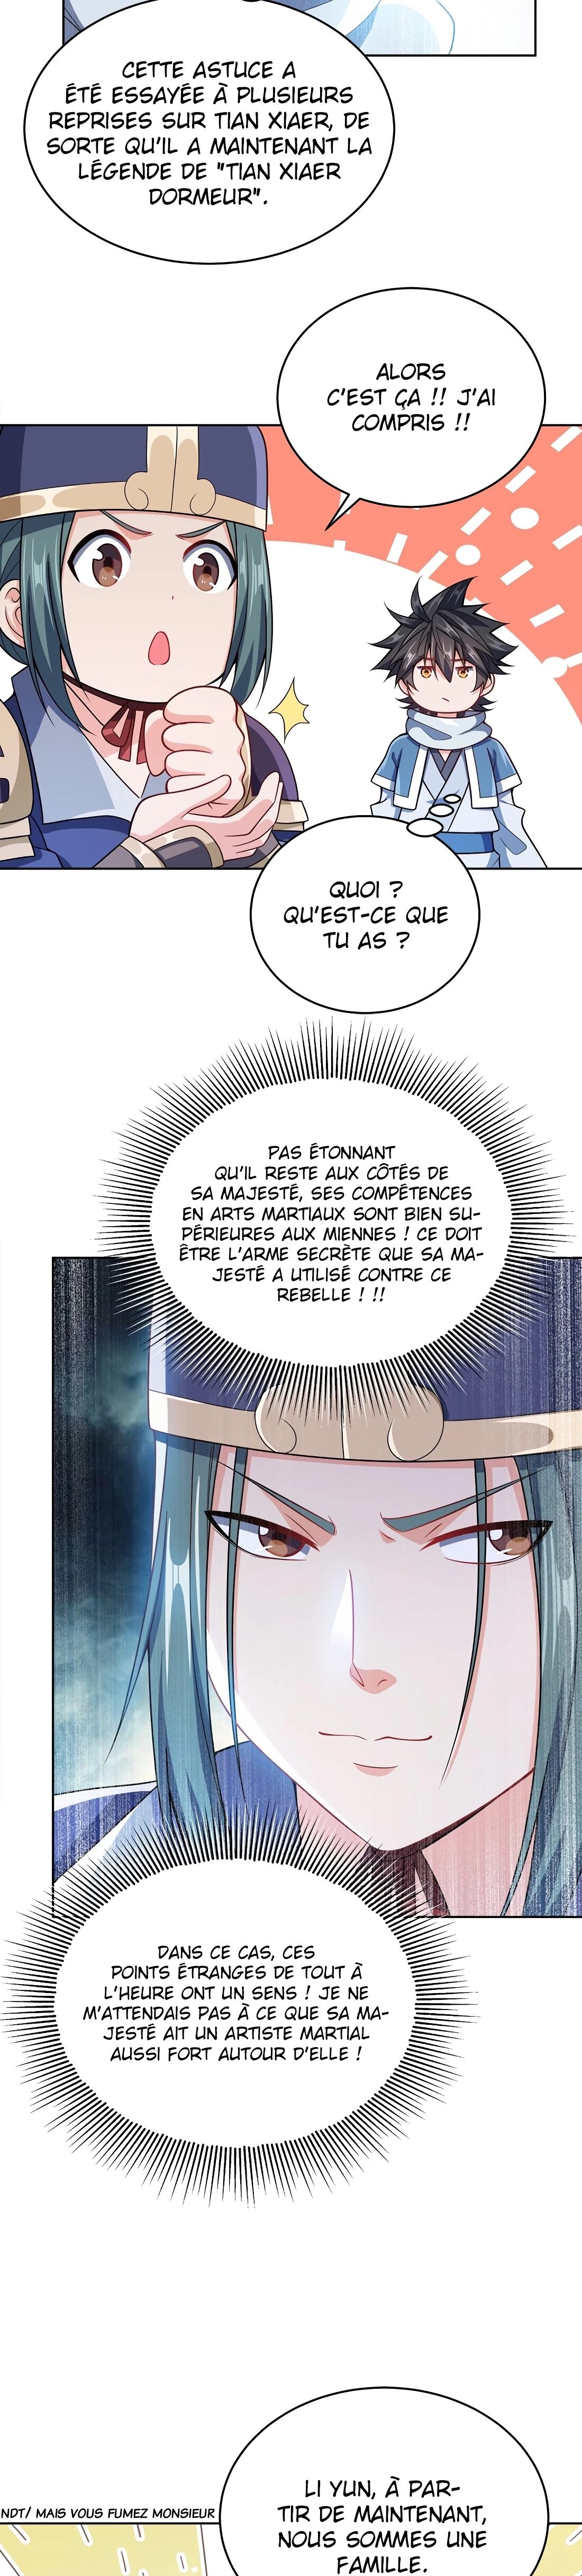 CETTE ASTUCE A
ÉTÉ ESSAYÉE À PLUSIEURS
REPRISES SUR TIAN XIAER, DE
SORTE QU'IL A MAINTENANT LA
LÉGENDE DE "TIAN XIAER
DORMEUR".
ALORS
C'EST ÇA !! J'AI
COMPRIS !!
QUOI ?
QU'EST-CE QUE
TU AS ?
PAS ÉTONNANT
QU'IL RESTE AUX CÔTÉS DE
SA MAJESTÉ, SES COMPÉTENCES
EN ARTS MARTIAUX SONT BIEN SU-
PÉRIEURES AUX MIENNES ! CE DOIT
ÊTRE L'ARME SECRÈTE QUE SA MA-
JESTÉ A UTILISÉ CONTRE CE
REBELLE ! !!
DANS CE CAS, CES
POINTS ÉTRANGES DE TOUT À
L'HEURE ONT UN SENS ! JE NE
M'ATTENDAIS PAS À CE QUE SA MA-
JESTÉ AIT UN ARTISTE MARTIAL
AUSSI FORT AUTOUR D'ELLE !
LI YUN, À PAR-
TIR DE MAINTENANT,
NOUS SOMMES UNE
FAMILLE.
NDT/ MAIS VOUS FUMEZ MONSIEUR